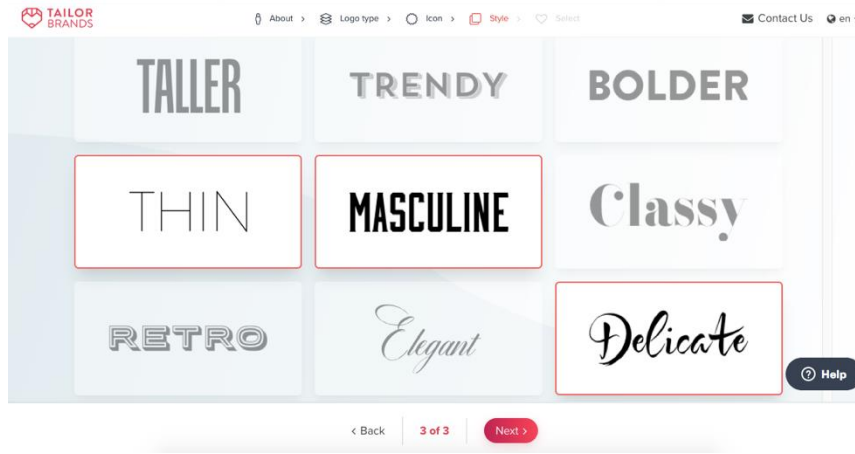 TAILOR
BRANDS
About > Logo type > Icon > Style > Select
Contact Us en
TALLER TRENDY BOLDER
THIN MASCULINE Classy
RETRO Elegant Delicate
Help
< Back 3 of 3 Next >